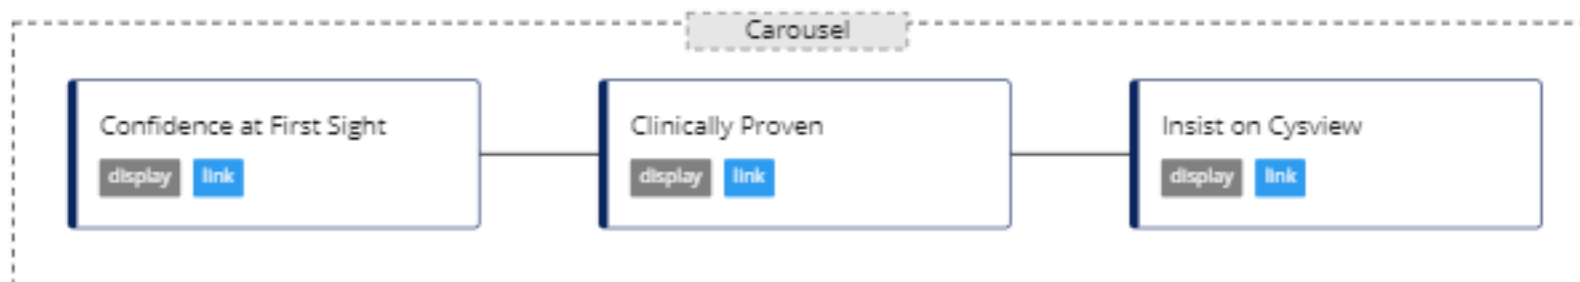 Carousel
Confidence at First Sight
display link
Clinically Proven
display link
Insist on Cysview
display link